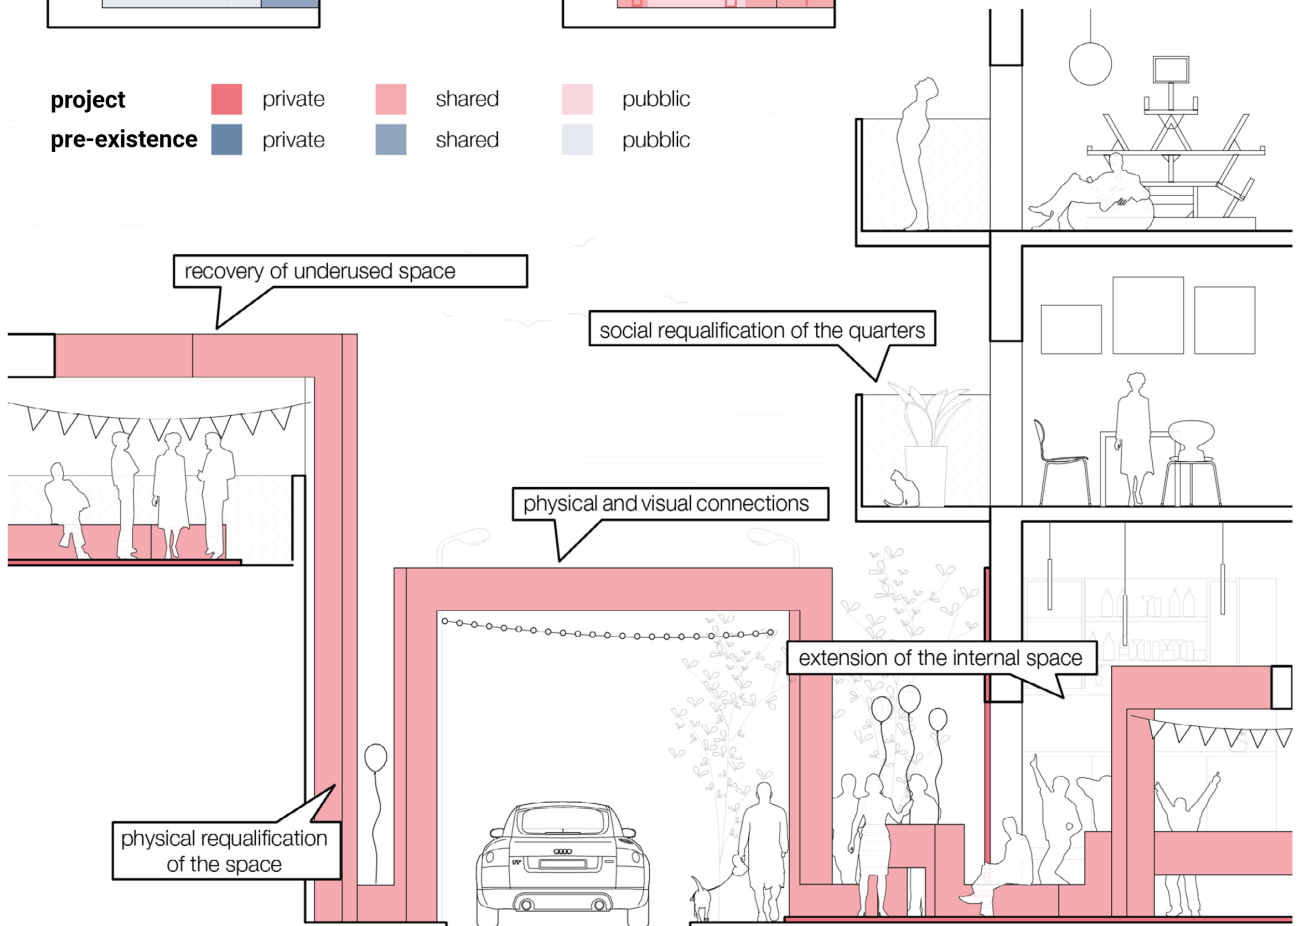 project private shared pubblic
pre-existence private shared pubblic
recovery of underused space
social requalification of the quarters
physical and visual connections
extension of the internal space
physical requalification
of the space